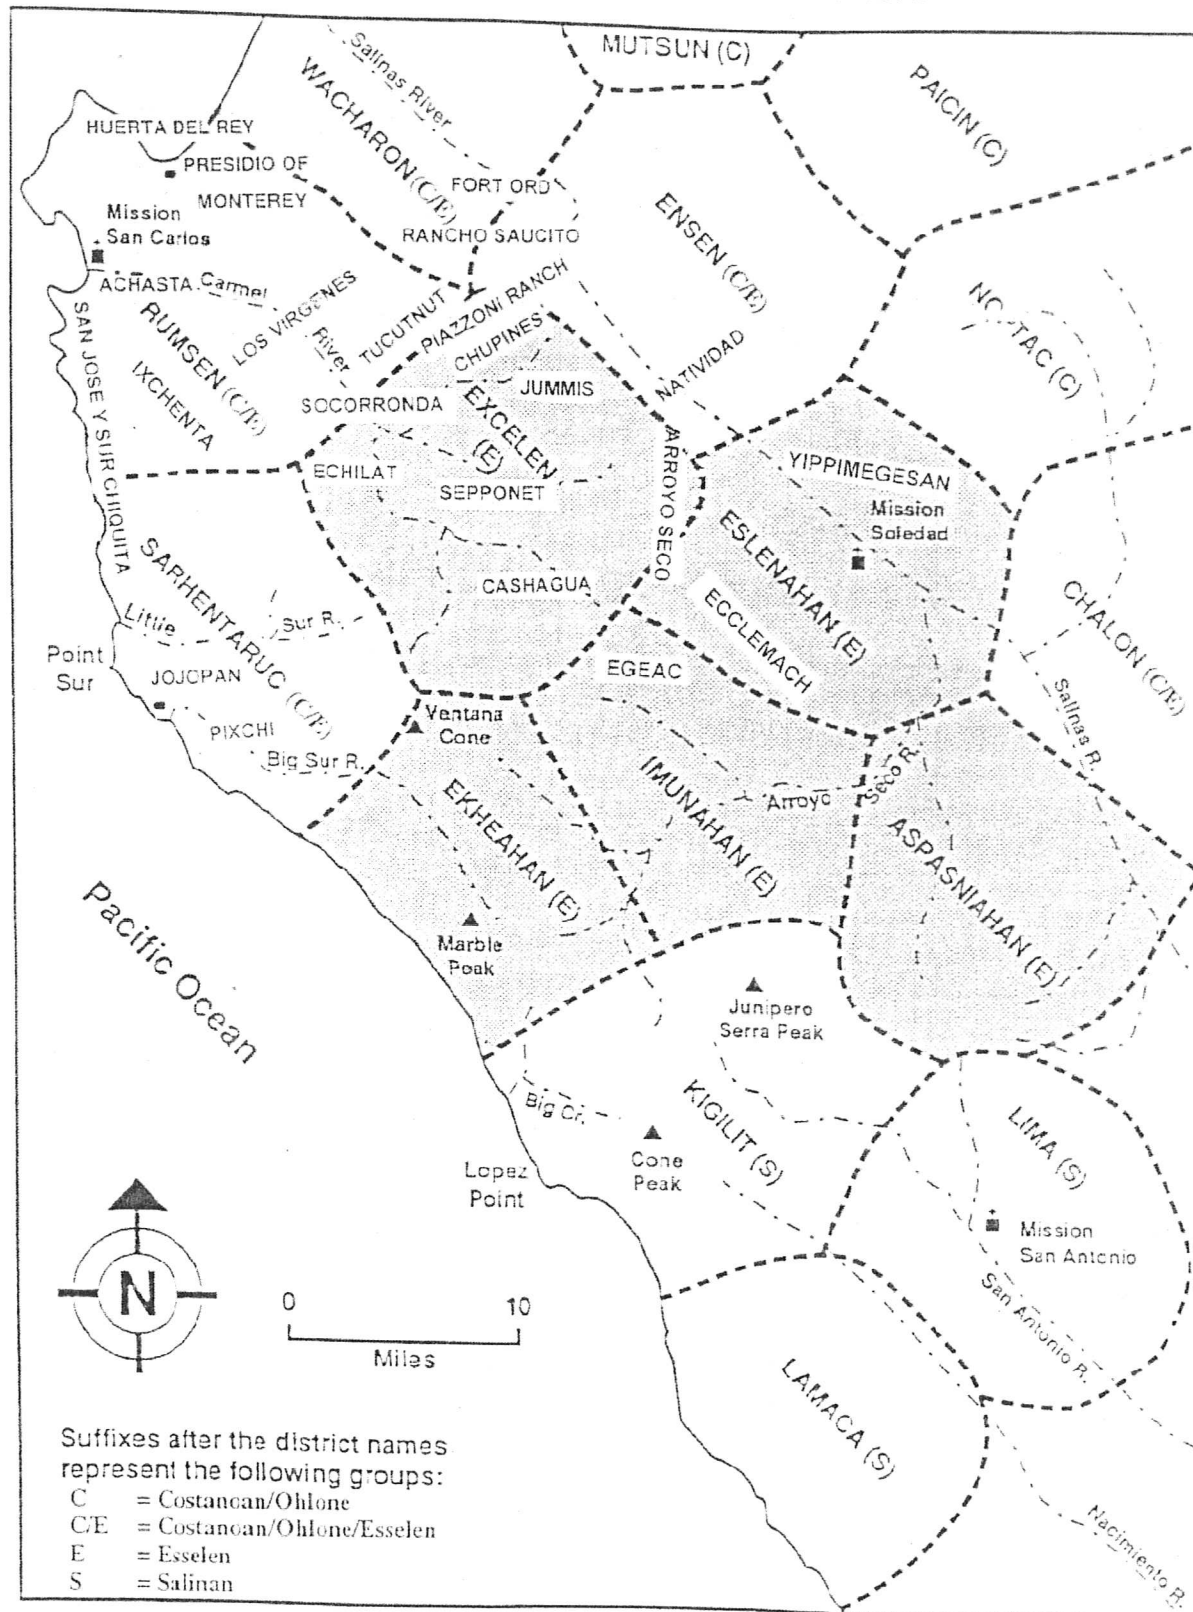 MUTSUN (C)
PAICIN (C)
Salinas River
WACHARON (C/E)
HUERTA DEL REY
PRESIDIO OF
MONTEREY
FORT ORD
ENSEN (C/E)
Mission
San Carlos
RANCHO SAUCITO
ACHASTA
Carmel
River
LOS VIRGENES
TUCUTNUT
PIAZZONI RANCH
CHUPINES
NATIVIDAD
NOPTAC (C)
RUMSEN (C/E)
IXCHENTA
SAN JOSE Y SUR CHIQUITA
SOCORRONDA
JUMMIS
EXCELEN
(E)
ECHILAT
SEPPONET
ARROYO SECO
YIPPIMEGESAN
Mission
Soledad
ESLENAHAN (E)
SARHENTARUC (C/E)
CASHAGUA
ECCLEMACH
CHALON (C/E)
Little
Sur R.
Point
Sur
JOJOPAN
EGEAC
Salinas R.
PIXCHI
Ventana
Cone
Big Sur R.
EKHEAHAN (E)
IMUNAHAN (E)
Arroyo
Seco R.
ASPASNIAHAN (E)
Pacific Ocean
Marble
Peak
Junipero
Serra Peak
Big Cr.
KIGILIT (S)
LIMA (S)
Lopez
Point
Cone
Peak
Mission
San Antonio
San Antonio R.
N
0 10
Miles
LAMACA (S)
Nacimiento R.
Suffixes after the district names
represent the following groups:
C = Costanoan/Ohlone
C/E = Costanoan/Ohlone/Esselen
E = Esselen
S = Salinan